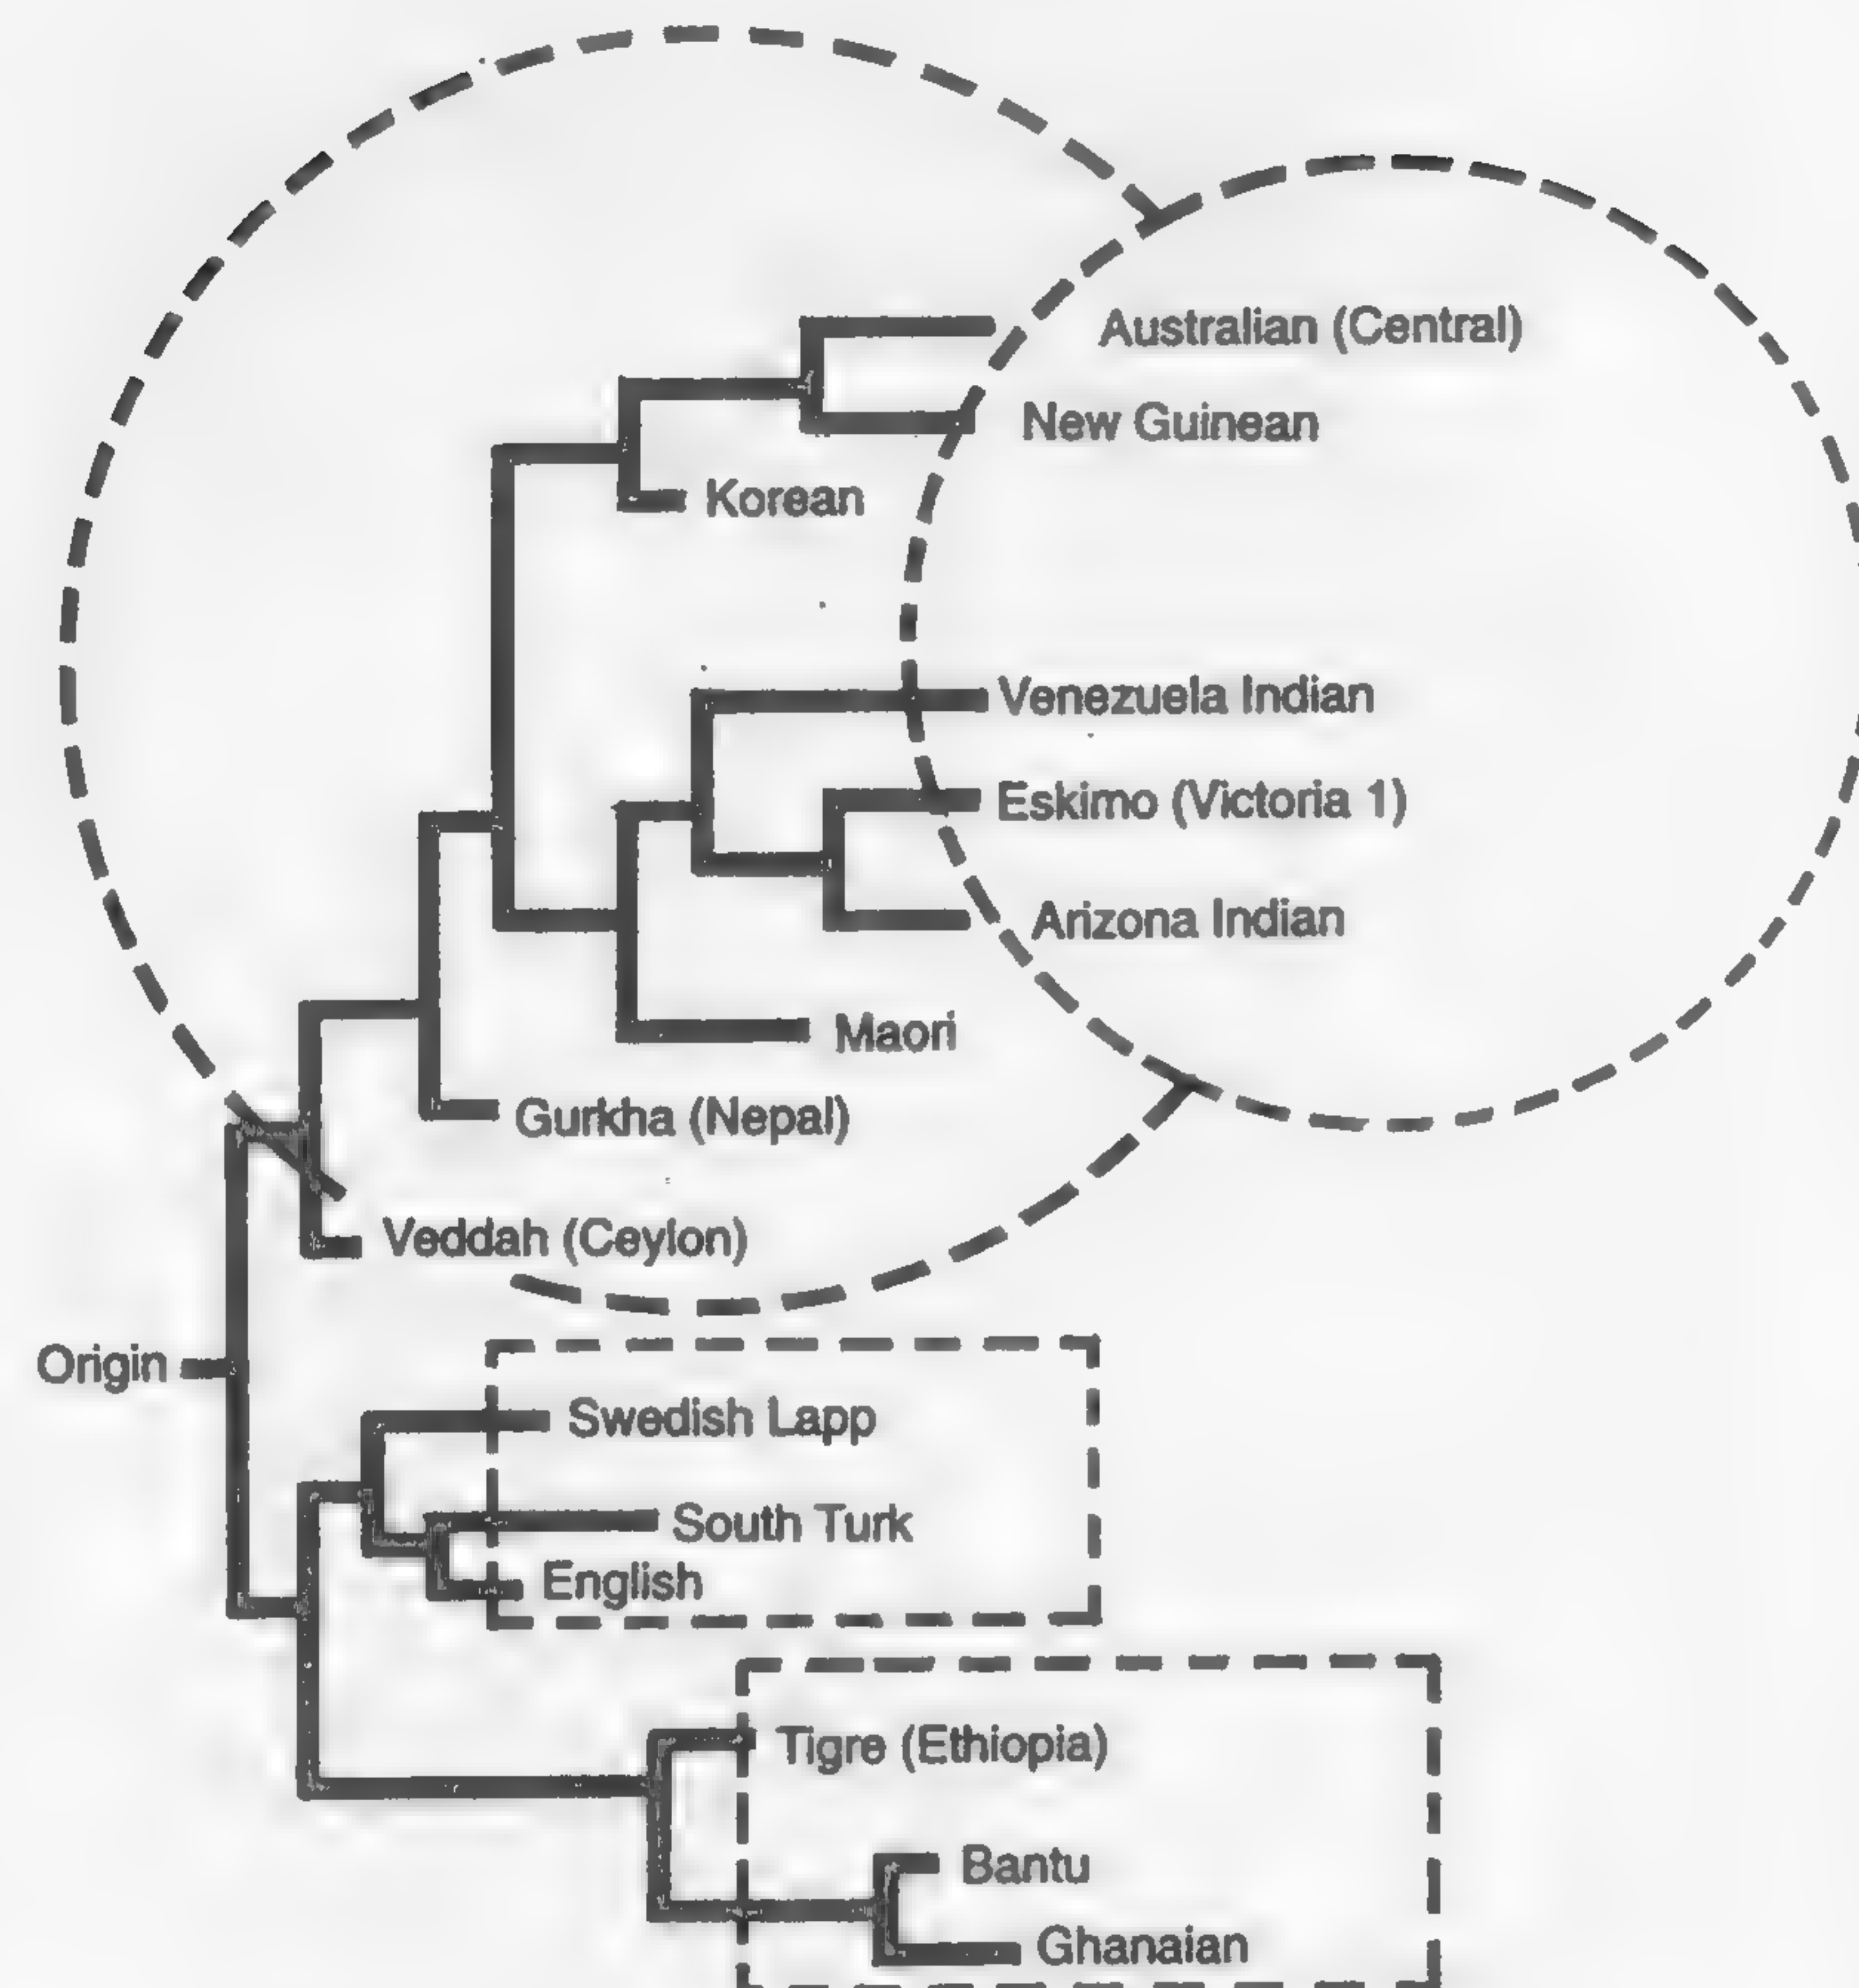 Australian (Central)
New Guinean
Korean
Venezuela Indian
Eskimo (Victoria 1)
Arizona Indian
Maori
Gurkha (Nepal)
Veddah (Ceylon)
Origin
Swedish Lapp
South Turk
English
Tigre (Ethiopia)
Bantu
Ghanaian